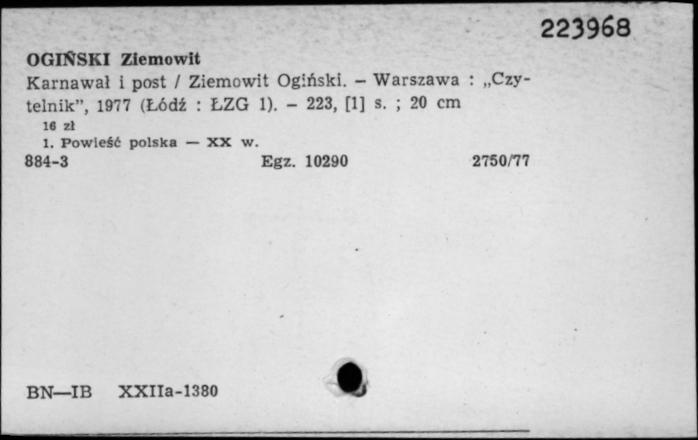 223968
OGIŃSKI Ziemowit
Karnawał i post / Ziemowit Ogiński. — Warszawa : „Czy-
telnik”, 1977 (Łódź : ŁZG 1). — 223, [1] s. ; 20 cm
16 zł
1. Powieść polska — XX w.
884-3 Egz. 10290 2750/77
BN—IB XXIIa-1380